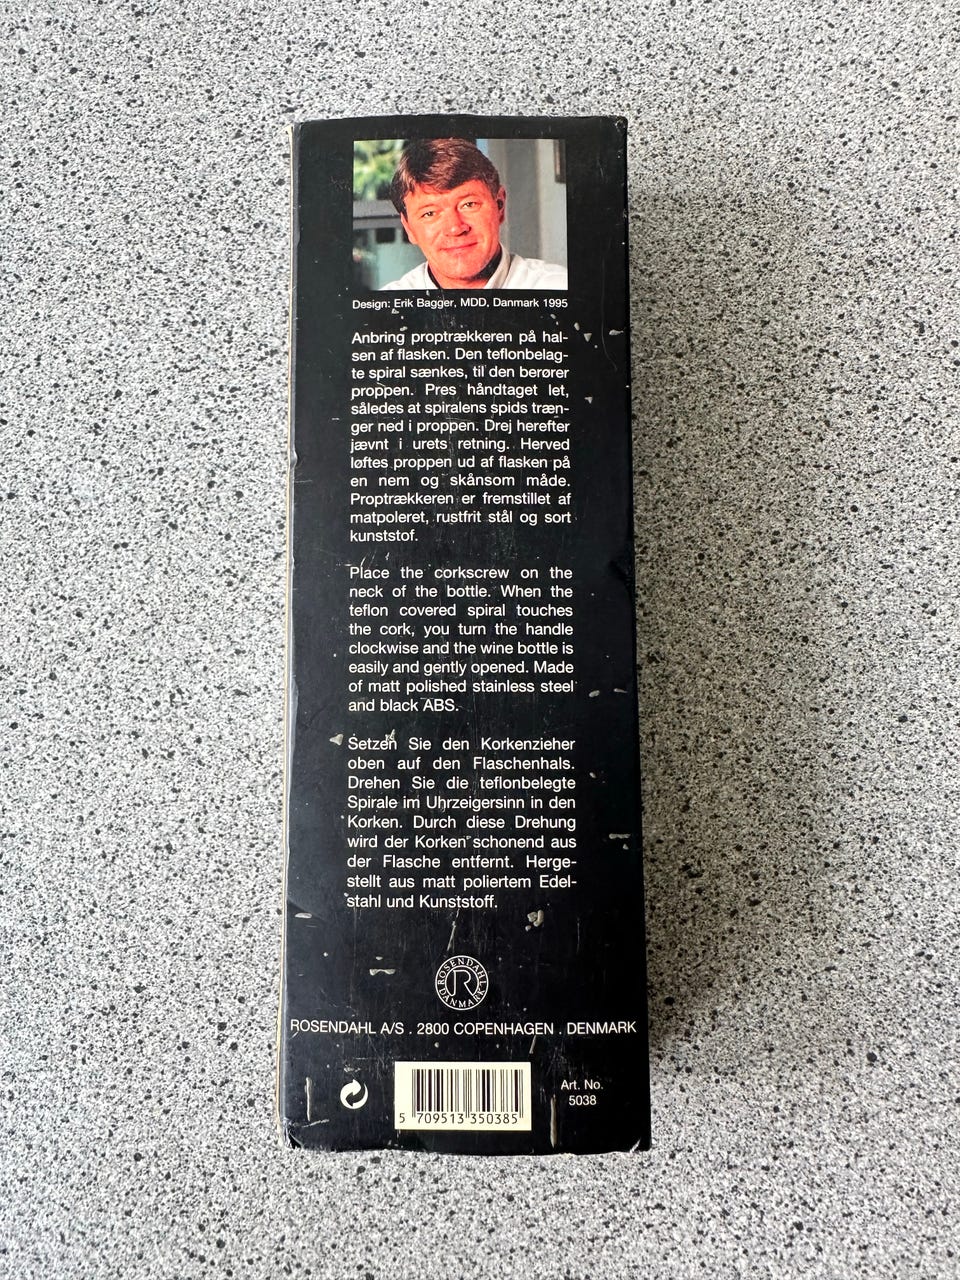 Design: Erik Bagger, MDD, Danmark 1995
Anbring proptrækkeren på hal-
sen af flasken. Den teflonbelag-
te spiral sænkes, til den berører
proppen. Pres håndtaget let,
således at spiralens spids træn-
ger ned i proppen. Drej herefter
jævnt i urets retning. Herved
løftes proppen ud af flasken på
en nem og skånsom måde.
Proptrækkeren er fremstillet af
matpoleret, rustfrit stål og sort
kunststof.
Place the corkscrew on the
neck of the bottle. When the
teflon covered spiral touches
the cork, you turn the handle
clockwise and the wine bottle is
easily and gently opened. Made
of matt polished stainless steel
and black ABS.
Setzen Sie den Korkenzieher
oben auf den Flaschenhals.
Drehen Sie die teflonbelegte
Spirale im Uhrzeigersinn in den
Korken. Durch diese Drehung
wird der Korken schonend aus
der Flasche entfernt. Herge-
stellt aus matt poliertem Edel-
stahl und Kunststoff.
ROSENDAHL
R
DANMARK
ROSENDAHL A/S . 2800 COPENHAGEN . DENMARK
Art. No.
5038
5 709513 350385